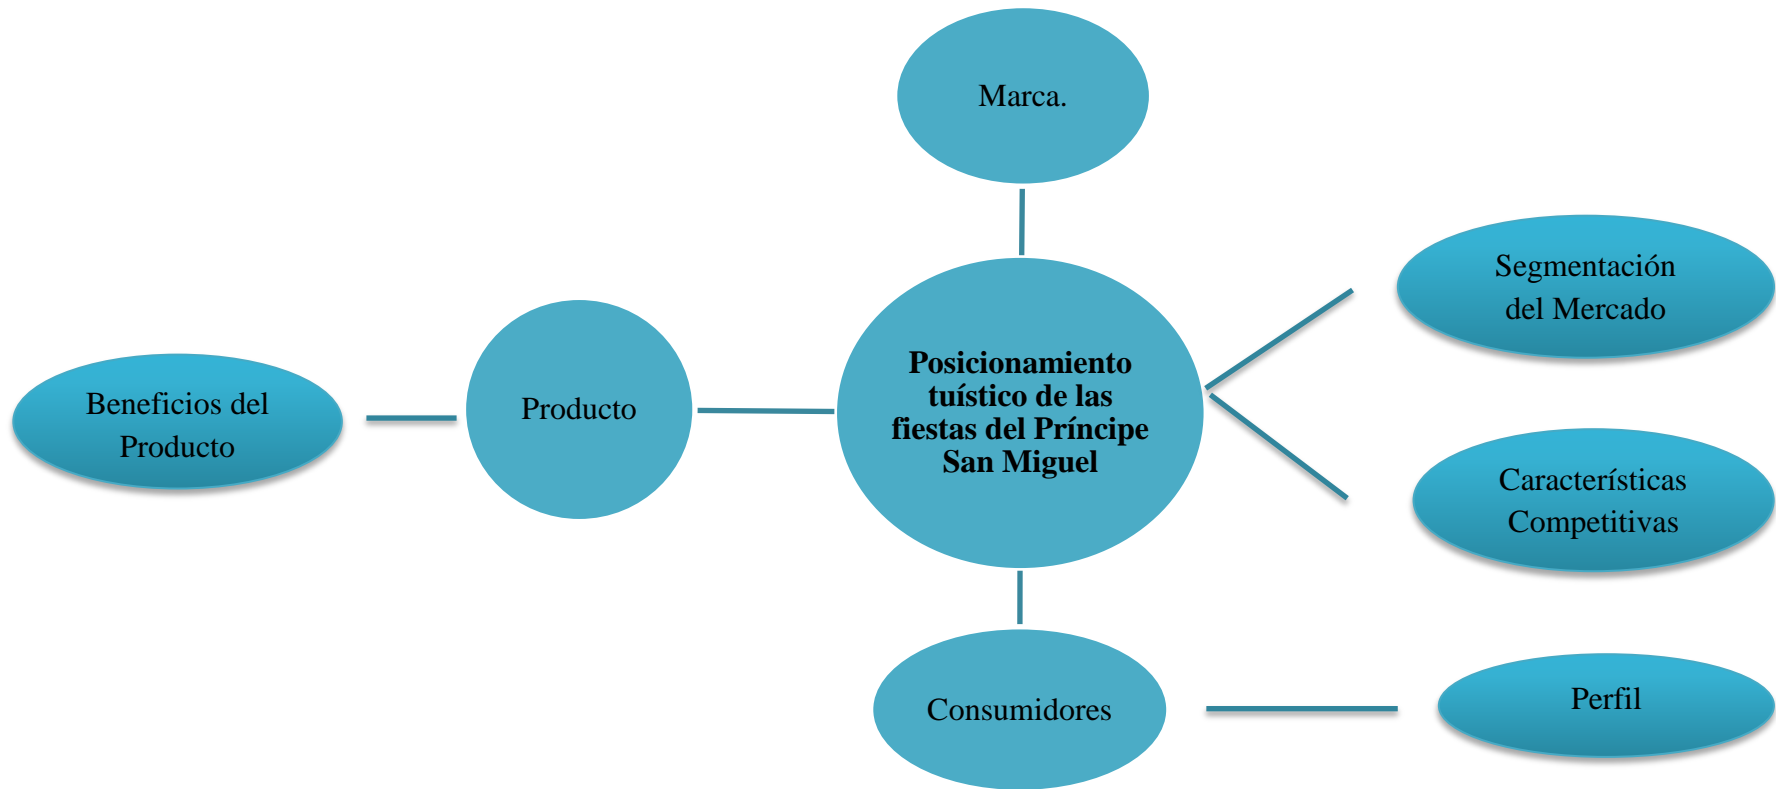 Marca.
Segmentación
del Mercado
Posicionamiento
tuístico de las
fiestas del Príncipe
San Miguel
Beneficios del
Producto
Producto
Características
Competitivas
Consumidores
Perfil